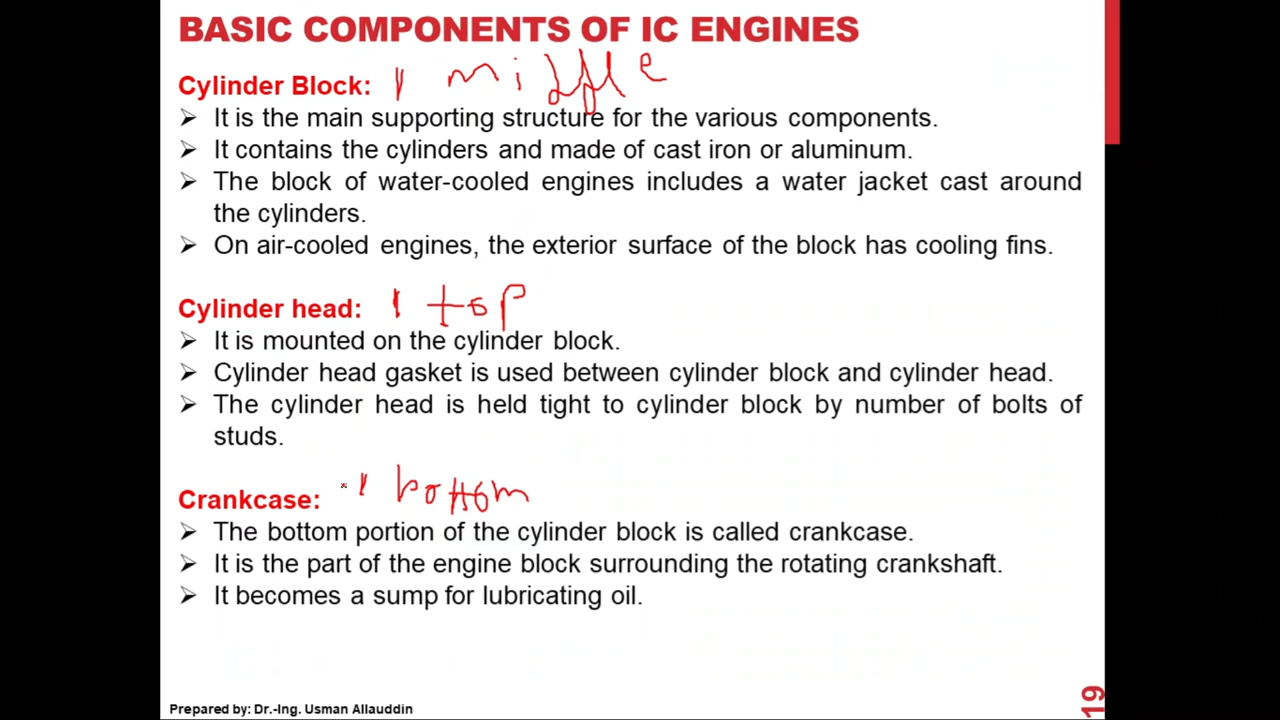 BASIC COMPONENTS OF IC ENGINES
Cylinder Block: 1 middle
➢ It is the main supporting structure for the various components.
➢ It contains the cylinders and made of cast iron or aluminum.
➢ The block of water-cooled engines includes a water jacket cast around
the cylinders.
➢ On air-cooled engines, the exterior surface of the block has cooling fins.
Cylinder head: 1 top
➢ It is mounted on the cylinder block.
➢ Cylinder head gasket is used between cylinder block and cylinder head.
➢ The cylinder head is held tight to cylinder block by number of bolts of
studs.
Crankcase: 1 bottom
➢ The bottom portion of the cylinder block is called crankcase.
➢ It is the part of the engine block surrounding the rotating crankshaft.
➢ It becomes a sump for lubricating oil.
Prepared by: Dr.-Ing. Usman Allauddin
19